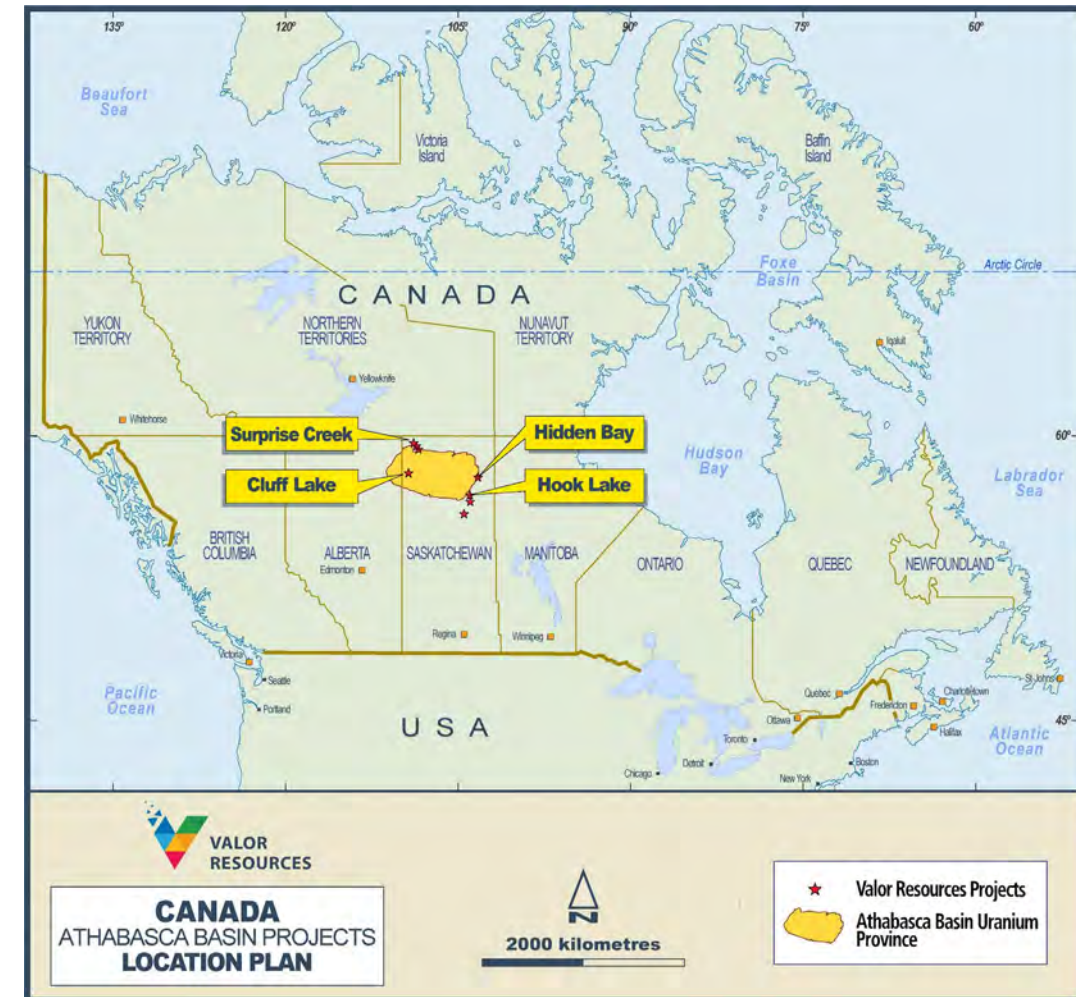 135°
120°
105°
90°
75°
60°
Beaufort
Sea
Victoria
Island
Baffin
Island
Foxe
Basin
Arctic Circle
CANADA
YUKON
TERRITORY
NORTHERN
TERRITORIES
NUNAVUT
TERRITORY
Iqaluit
Yellowknife
Whitehorse
Surprise Creek
Hidden Bay
60°
Hudson
Bay
Cluff Lake
Hook Lake
Labrador
Sea
BRITISH
COLUMBIA
ALBERTA
SASKATCHEWAN
MANITOBA
ONTARIO
QUEBEC
NEWFOUNDLAND
Edmonton
Regina
Winnipeg
Victoria
Seattle
Portland
Pacific
Ocean
USA
St Johns
Quebec
Charlottetown
Fredericton
Halifax
Ottawa
45°
Toronto
Atlantic
Ocean
Chicago
Detroit
Boston
New York
VALOR
RESOURCES
CANADA
ATHABASCA BASIN PROJECTS
LOCATION PLAN
N
2000 kilometres
Valor Resources Projects
Athabasca Basin Uranium
Province